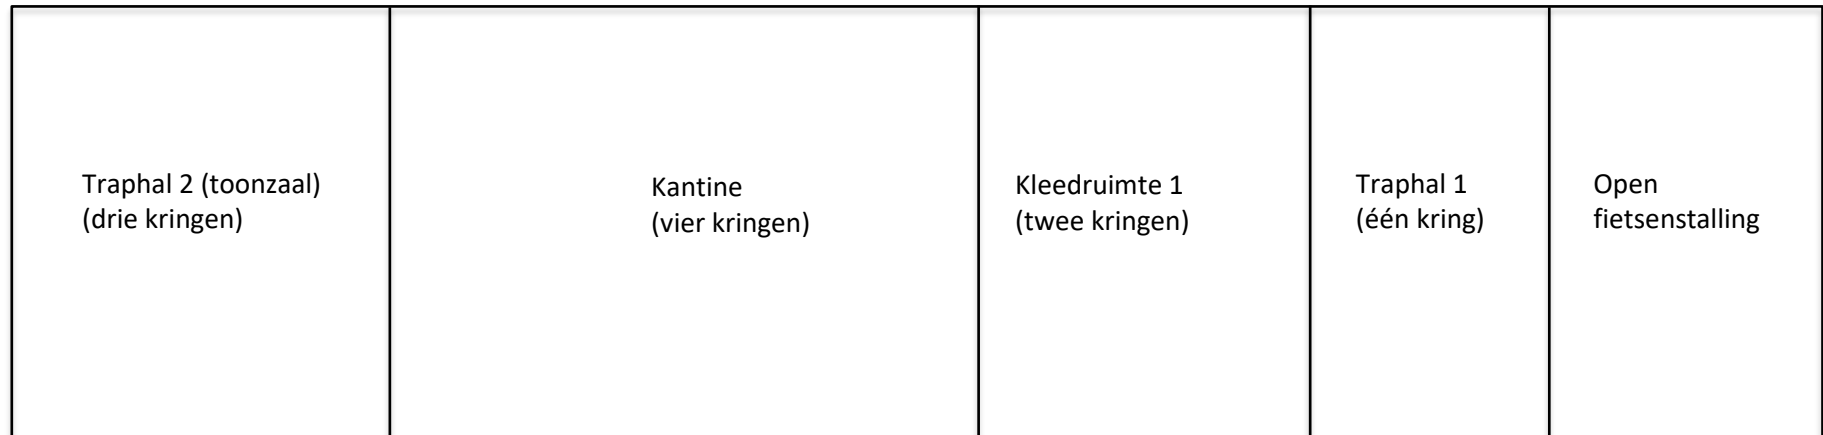 Traphal 2 (toonzaal)
(drie kringen)
Kantine
(vier kringen)
Kleedruimte 1
(twee kringen)
Traphal 1
(één kring)
Open
fietsenstalling